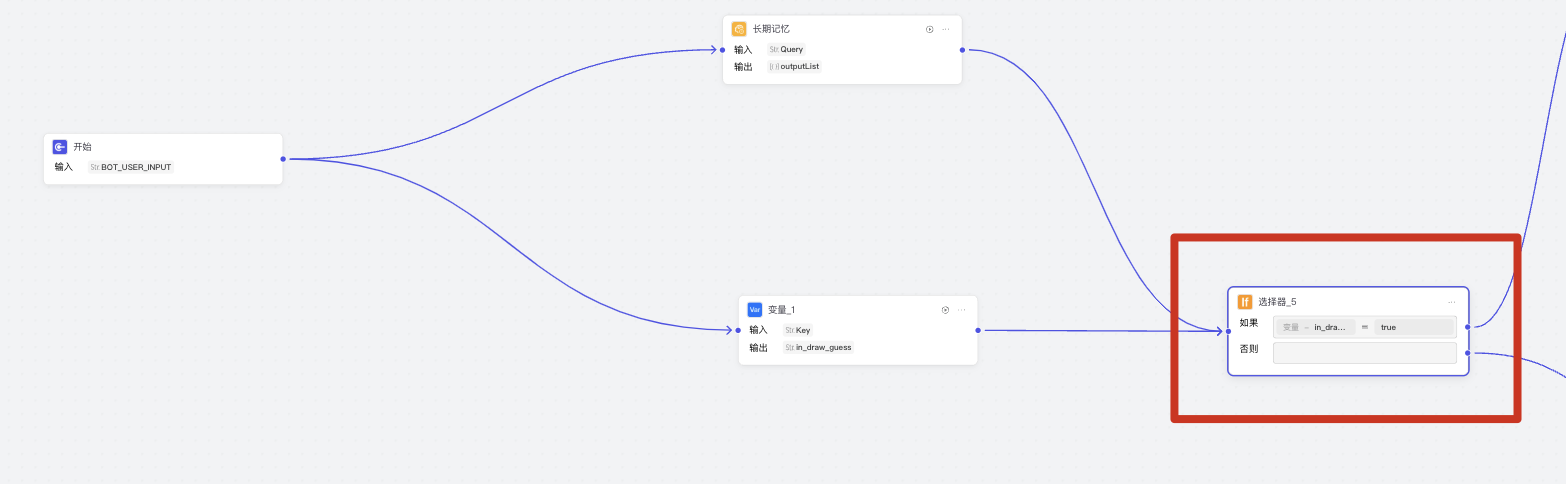 长期记忆
输入 Str. Query
输出 [{}] outputList
开始
输入 Str. BOT_USER_INPUT
Var 变量_1
输入 Str. Key
输出 Str. in_draw_guess
If 选择器_5
如果 变量 - in_dra... = true
否则